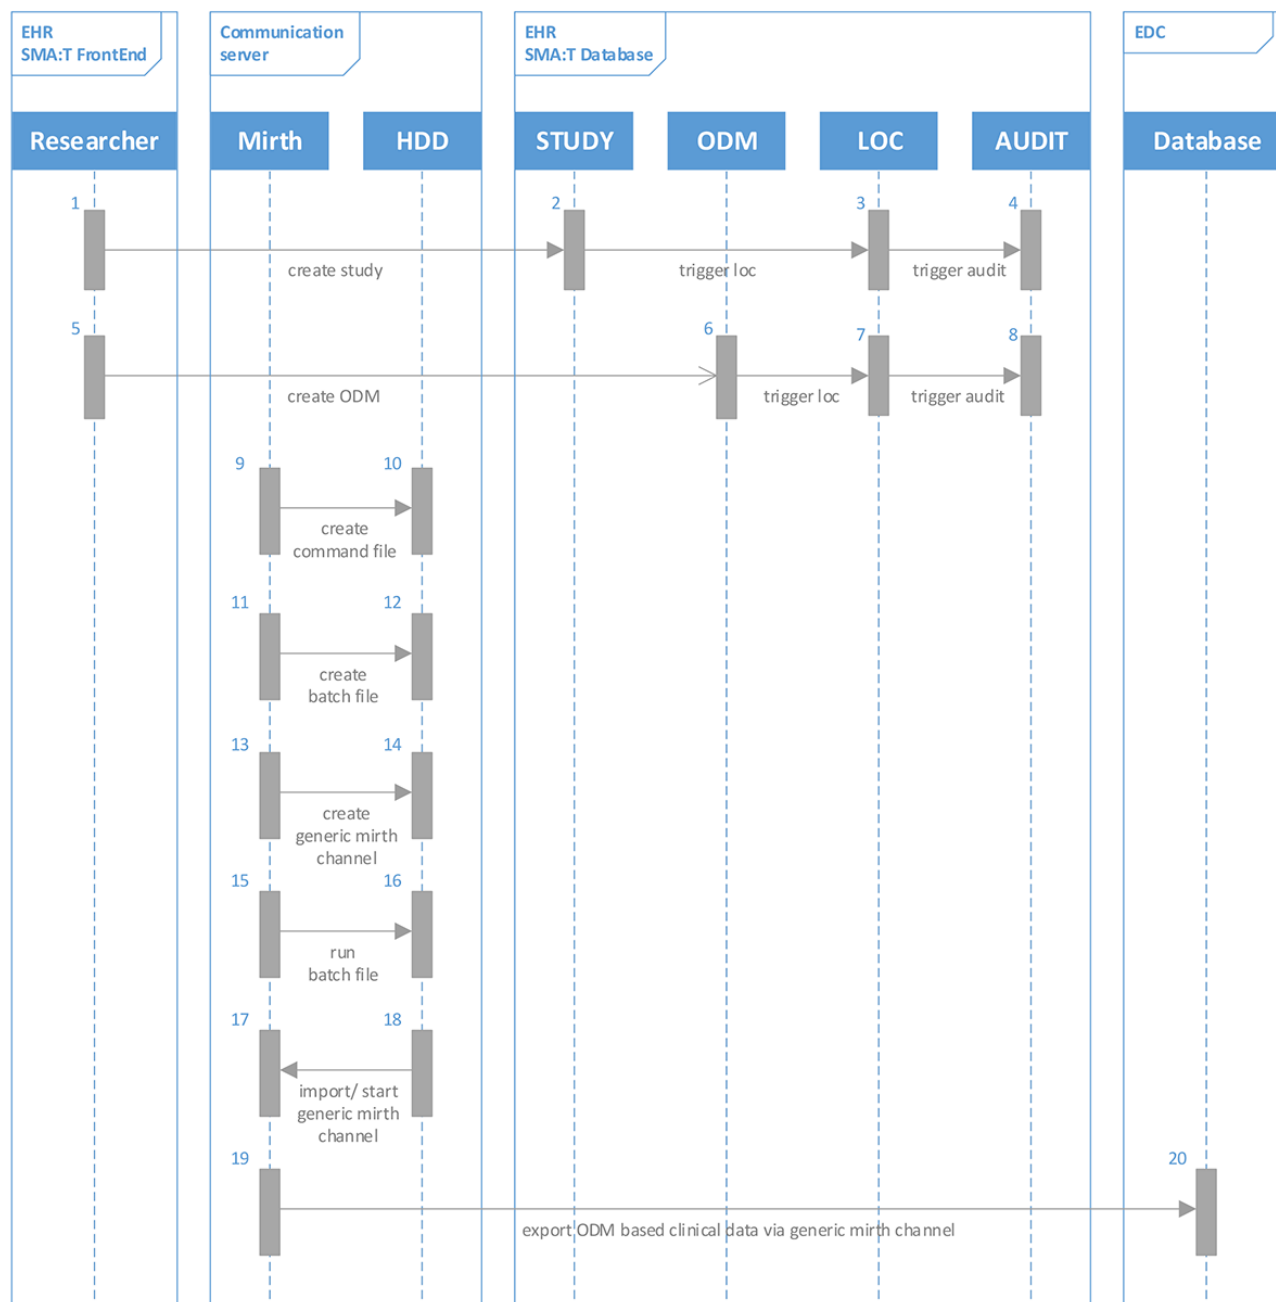 EHR
SMA:T FrontEnd
Communication
server
EHR
SMA:T Database
EDC
Researcher
Mirth
HDD
STUDY
ODM
LOC
AUDIT
Database
1
2
3
4
create study
trigger loc
trigger audit
5
6
7
8
create ODM
trigger loc
trigger audit
9
10
create
command file
11
12
create
batch file
13
14
create
generic mirth
channel
15
16
run
batch file
17
18
import/ start
generic mirth
channel
19
20
export ODM based clinical data via generic mirth channel